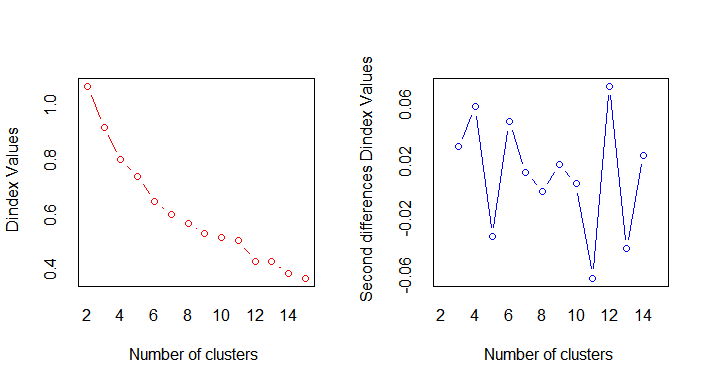 Dindex Values
1.0
0.8
0.6
0.4
2 4 6 8 10 12 14
Number of clusters
Second differences Dindex Values
0.06
0.02
-0.02
-0.06
2 4 6 8 10 12 14
Number of clusters